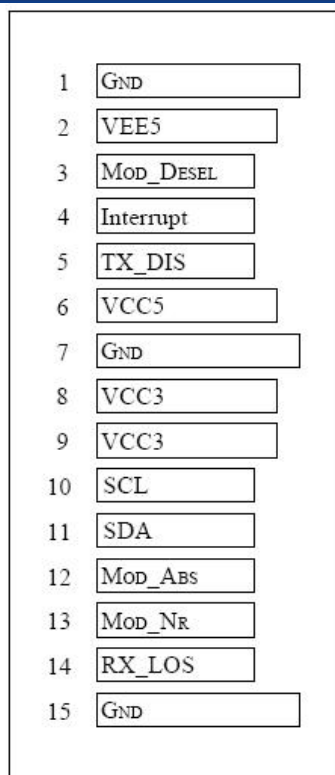 1 GND
2 VEE5
3 MOD_DESEL
4 Interrupt
5 TX_DIS
6 VCC5
7 GND
8 VCC3
9 VCC3
10 SCL
11 SDA
12 MOD_ABS
13 MOD_NR
14 RX_LOS
15 GND